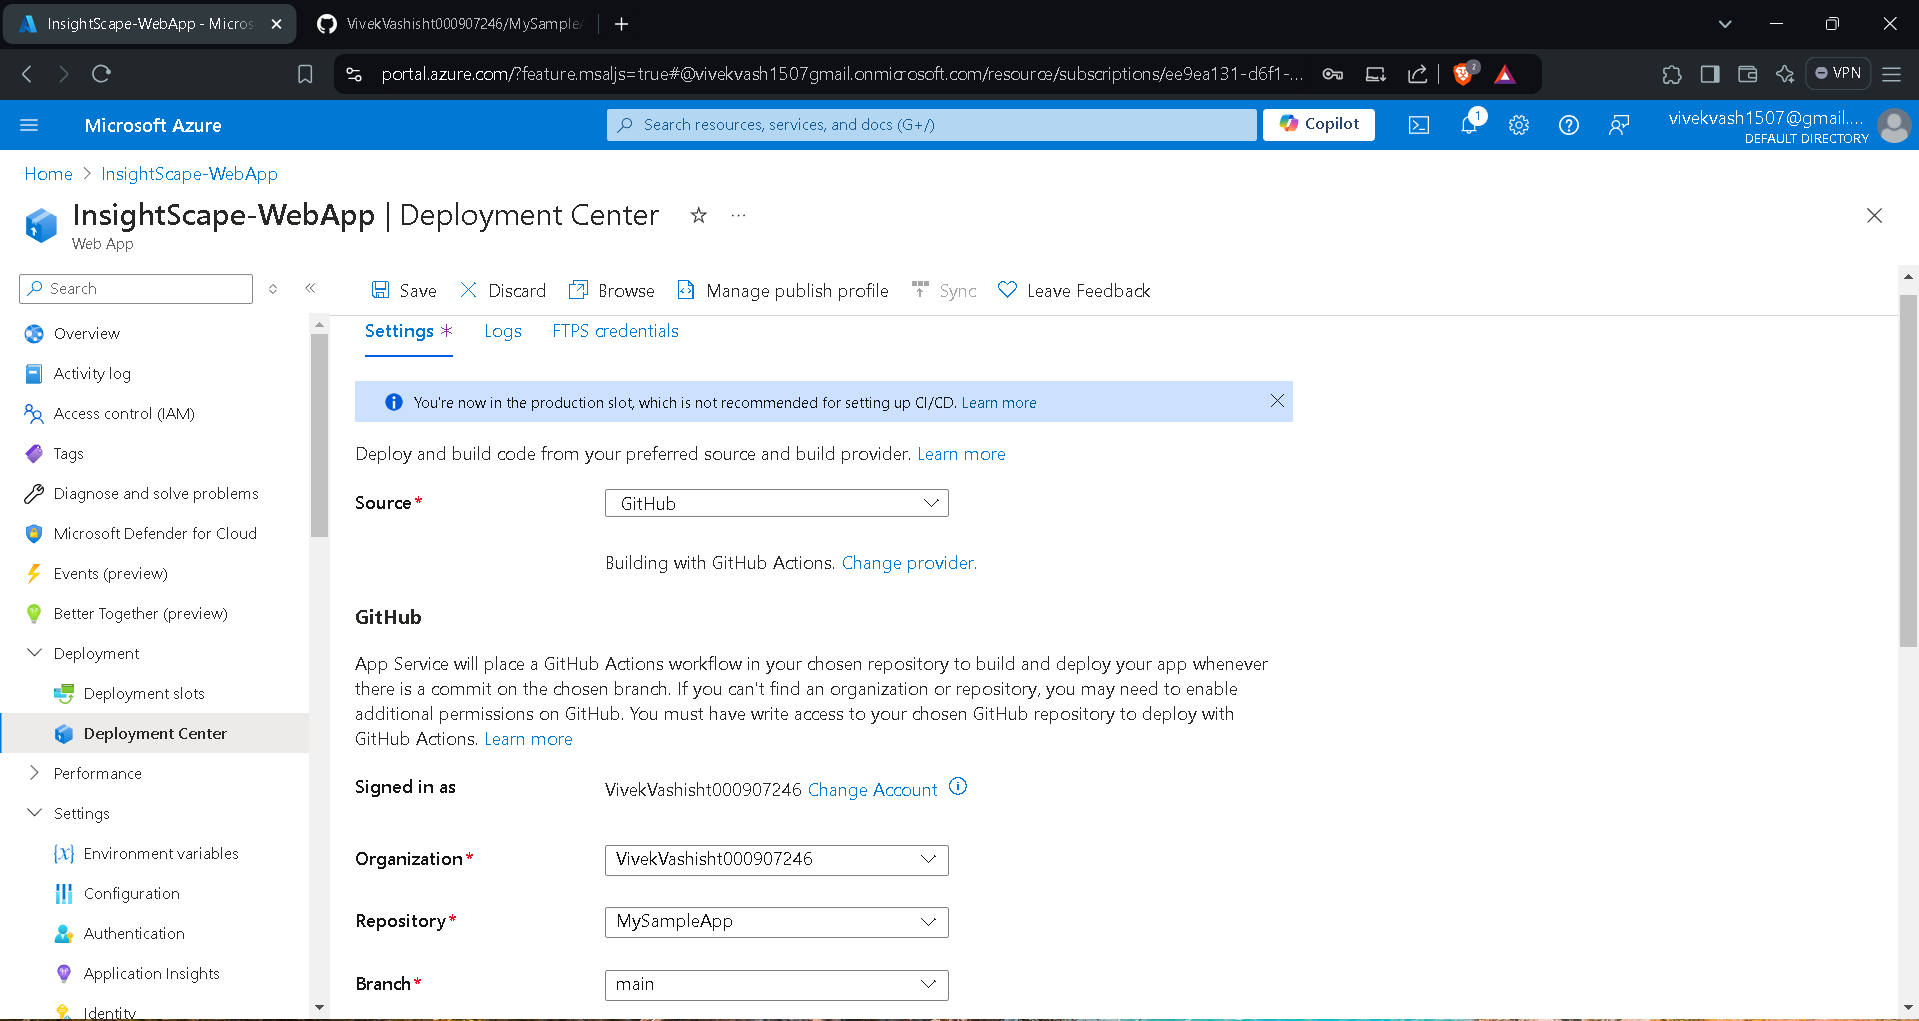 InsightScape-WebApp - Micros
VivekVashisht000907246/MySample
portal.azure.com/?feature.msaljs=true#@vivekvash1507gmail.onmicrosoft.com/resource/subscriptions/ee9ea131-d6f1-...
2
VPN
Microsoft Azure
Search resources, services, and docs (G+/)
Copilot
1
vivekvash1507@gmail....
DEFAULT DIRECTORY
Home > InsightScape-WebApp
InsightScape-WebApp | Deployment Center
Web App
Search
Overview
Activity log
Access control (IAM)
Tags
Diagnose and solve problems
Microsoft Defender for Cloud
Events (preview)
Better Together (preview)
Deployment
Deployment slots
Deployment Center
Performance
Settings
Environment variables
Configuration
Authentication
Application Insights
Identity
Save
Discard
Browse
Manage publish profile
Sync
Leave Feedback
Settings *
Logs
FTPS credentials
You're now in the production slot, which is not recommended for setting up CI/CD. Learn more
Deploy and build code from your preferred source and build provider. Learn more
Source*
GitHub
Building with GitHub Actions. Change provider.
GitHub
App Service will place a GitHub Actions workflow in your chosen repository to build and deploy your app whenever
there is a commit on the chosen branch. If you can't find an organization or repository, you may need to enable
additional permissions on GitHub. You must have write access to your chosen GitHub repository to deploy with
GitHub Actions. Learn more
Signed in as
VivekVashisht000907246 Change Account
Organization*
VivekVashisht000907246
Repository*
MySampleApp
Branch*
main